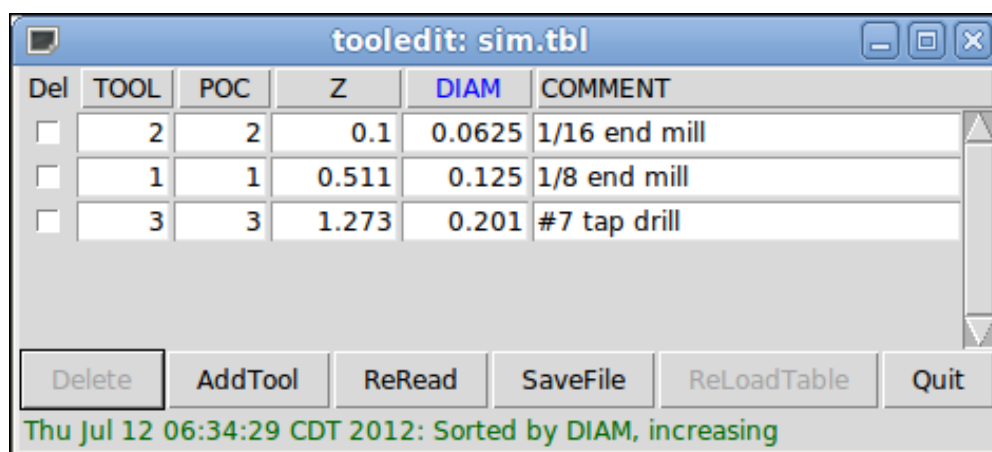 tooledit: sim.tbl
Del TOOL POC Z DIAM COMMENT
2 2 0.1 0.0625 1/16 end mill
1 1 0.511 0.125 1/8 end mill
3 3 1.273 0.201 #7 tap drill
Delete AddTool ReRead SaveFile ReLoadTable Quit
Thu Jul 12 06:34:29 CDT 2012: Sorted by DIAM, increasing